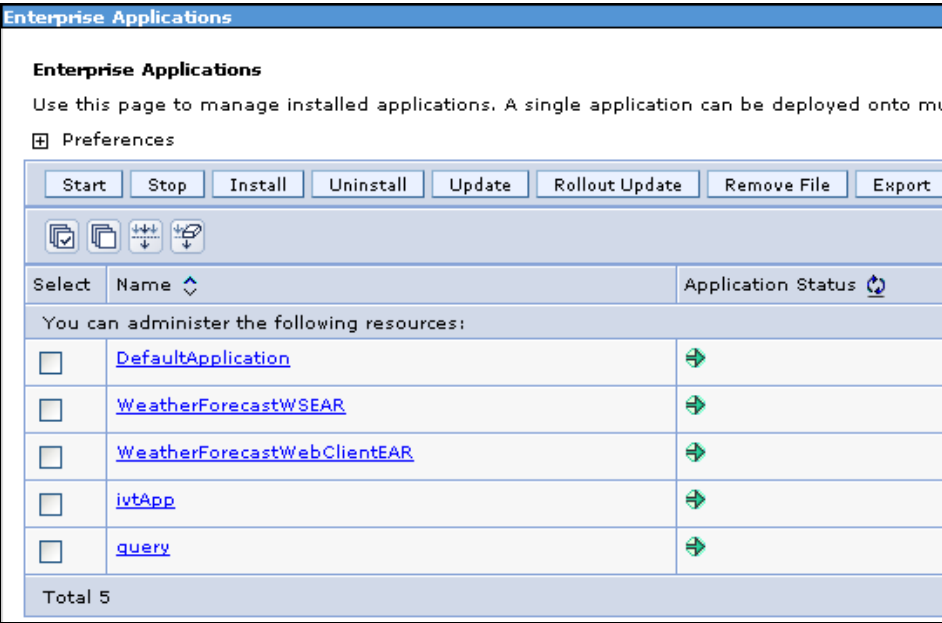 Enterprise Applications
Enterprise Applications
Use this page to manage installed applications. A single application can be deployed onto
Preferences
Start Stop Install Uninstall Update Rollout Update Remove File Export
Select Name Application Status
You can administer the following resources:
DefaultApplication
WeatherForecastWSEAR
WeatherForecastWebClientEAR
ivtApp
query
Total 5